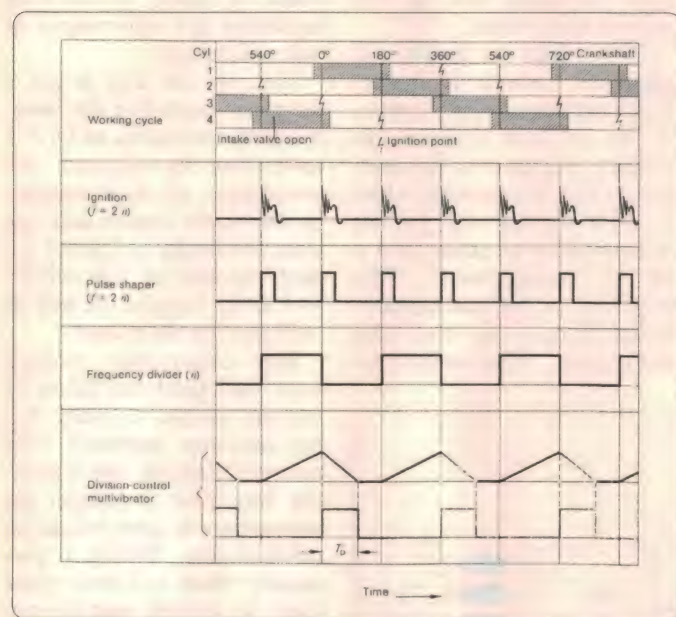 Cyl 540° 0° 180° 360° 540° 720° Crankshaft
1
2
3
4
Working cycle
Intake valve open
Ignition point
Ignition
(f = 2 n)
Pulse shaper
(f = 2 n)
Frequency divider (n)
Division-control
multivibrator
Time